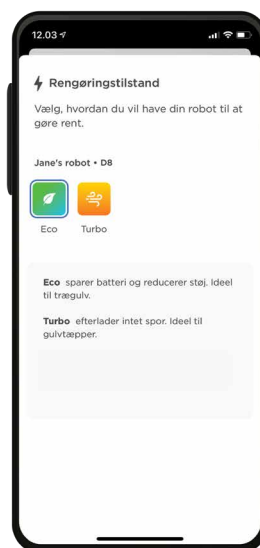 12.03
Rengøringstilstand
Vælg, hvordan du vil have din robot til at
gøre rent.
Jane's robot • D8
Eco Turbo
Eco sparer batteri og reducerer støj. Ideel
til trægulv.
Turbo efterlader intet spor. Ideel til
gulvtæpper.